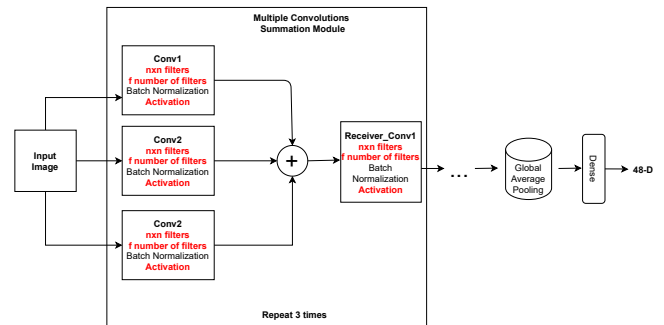 Multiple Convolutions
Summation Module
Conv1
nxn filters
f number of filters
Batch Normalization
Activation
Input
Image
Conv2
nxn filters
f number of filters
Batch Normalization
Activation
+
Receiver_Conv1
nxn filters
f number of filters
Batch
Normalization
Activation
...
Global
Average
Pooling
Dense
48-D
Conv2
nxn filters
f number of filters
Batch Normalization
Activation
Repeat 3 times